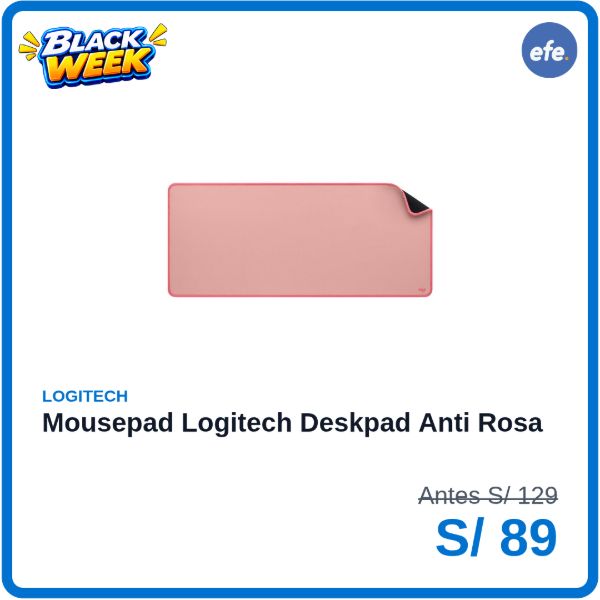 BLACK
WEEK
efe.
LOGITECH
Mousepad Logitech Deskpad Anti Rosa
Antes S/ 129
S/ 89